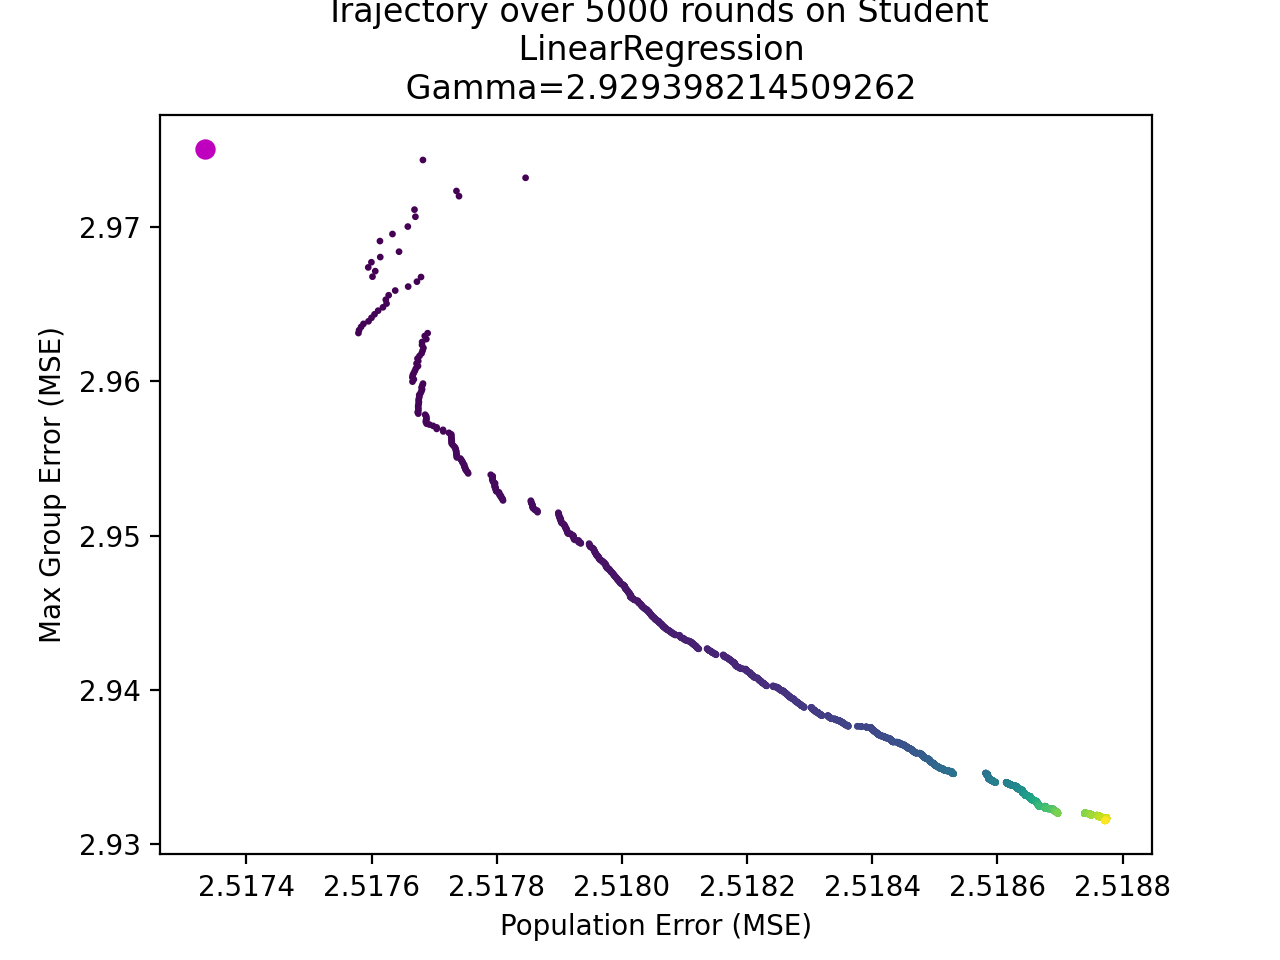 Trajectory over 5000 rounds on Student
LinearRegression
Gamma=2.929398214509262
Max Group Error (MSE)
2.97
2.96
2.95
2.94
2.93
2.5174 2.5176 2.5178 2.5180 2.5182 2.5184 2.5186 2.5188
Population Error (MSE)